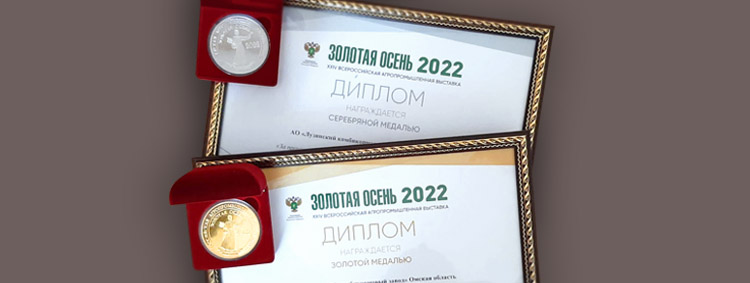 ЗОЛОТАЯ ОСЕНЬ 2022
XXIV ВСЕРОССИЙСКАЯ АГРОПРОМЫШЛЕННАЯ ВЫСТАВКА
ДИПЛОМ
НАГРАЖДАЕТСЯ
СЕРЕБРЯНОЙ МЕДАЛЬЮ
АО «Лузинский комбикормовый
ЗОЛОТАЯ ОСЕНЬ 2022
XXIV ВСЕРОССИЙСКАЯ АГРОПРОМЫШЛЕННАЯ ВЫСТАВКА
ДИПЛОМ
НАГРАЖДАЕТСЯ
ЗОЛОТОЙ МЕДАЛЬЮ
завод» Омская область